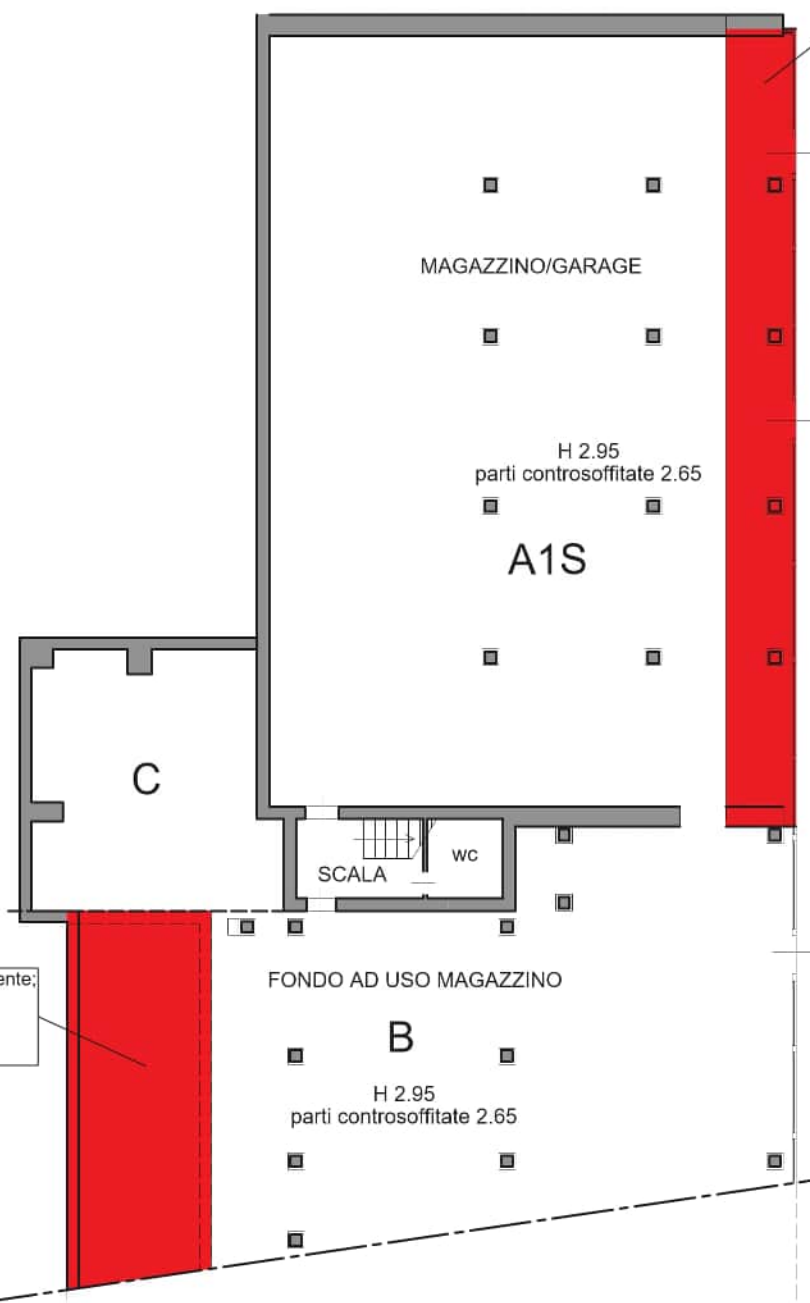 MAGAZZINO/GARAGE
H 2.95
parti controsoffitate 2.65
A1S
C
SCALA
wc
ente;
FONDO AD USO MAGAZZINO
B
H 2.95
parti controsoffitate 2.65